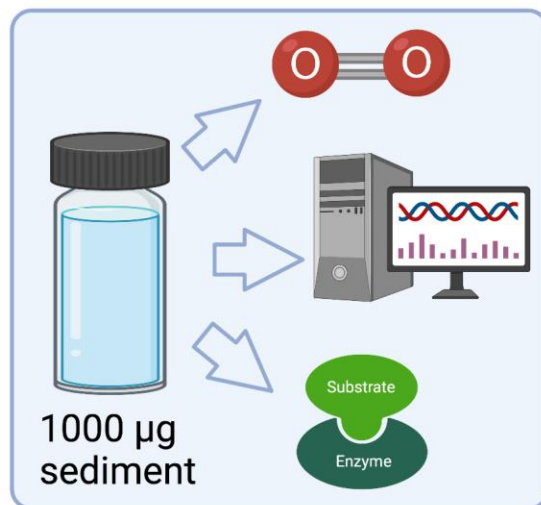 O O
Substrate
Enzyme
1000 µg
sediment